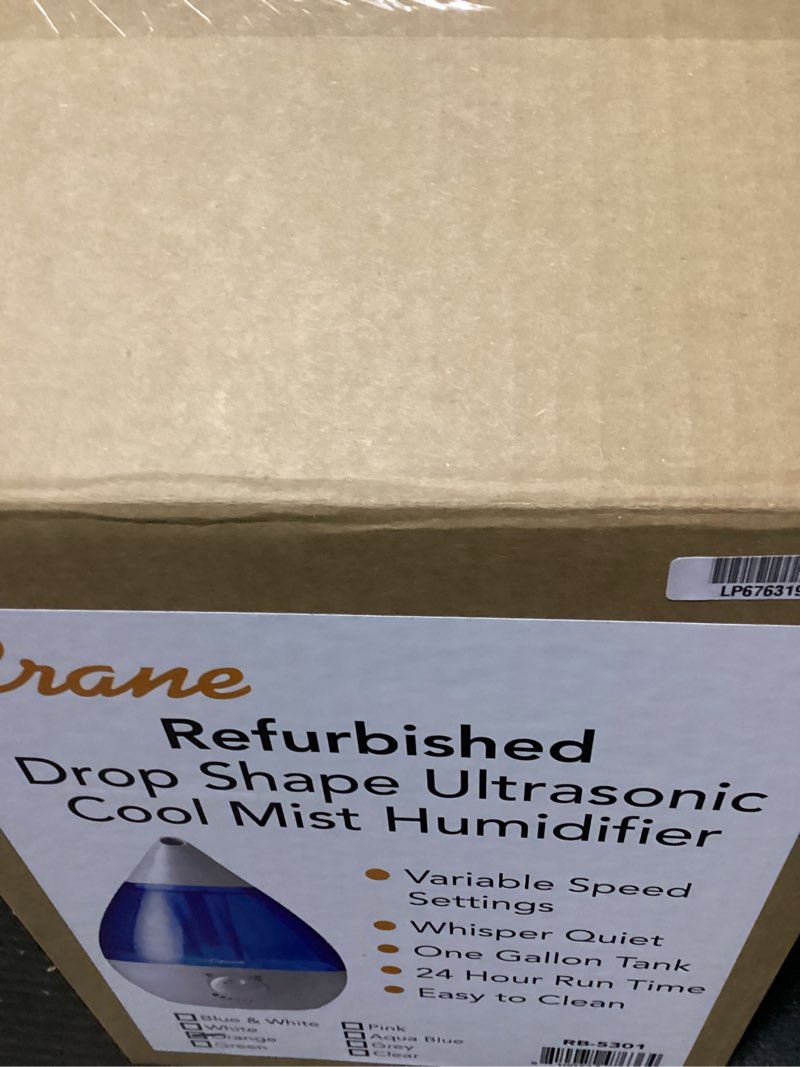 LP676319
Crane
Refurbished
Drop Shape Ultrasonic
Cool Mist Humidifier
Variable Speed
Settings
Whisper Quiet
One Gallon Tank
24 Hour Run Time
Easy to Clean
Blue & White
White
Orange
Green
Pink
Aqua Blue
Grey
Clear
RB-5301